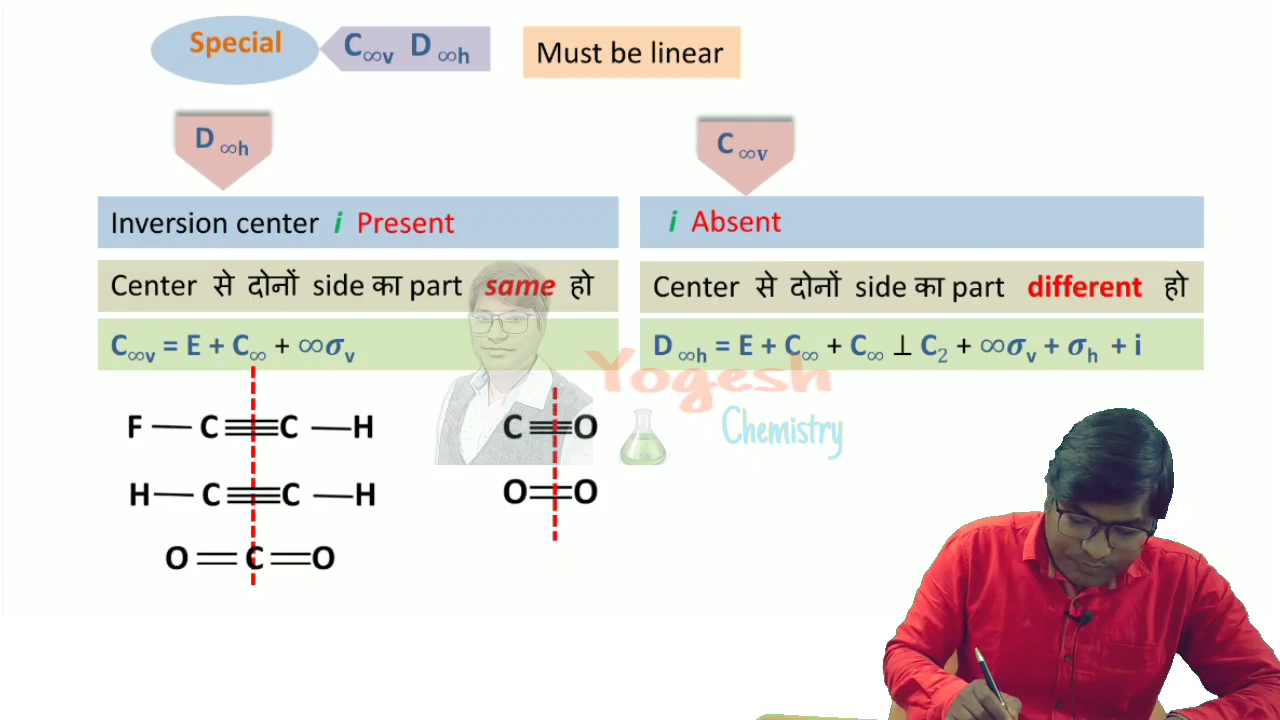 Special
C∞v D ∞h
Must be linear
D ∞h
C ∞v
Inversion center i Present
i Absent
Center से दोनों side का part same हो
Center से दोनों side का part different हो
C∞v = E + C∞ + ∞σv
D ∞h = E + C∞ + C∞ ⊥ C2 + ∞σv + σh + i
Yogesh
Chemistry
F — C ≡ C — H
C ≡ O
H — C ≡ C — H
O = O
O = C = O